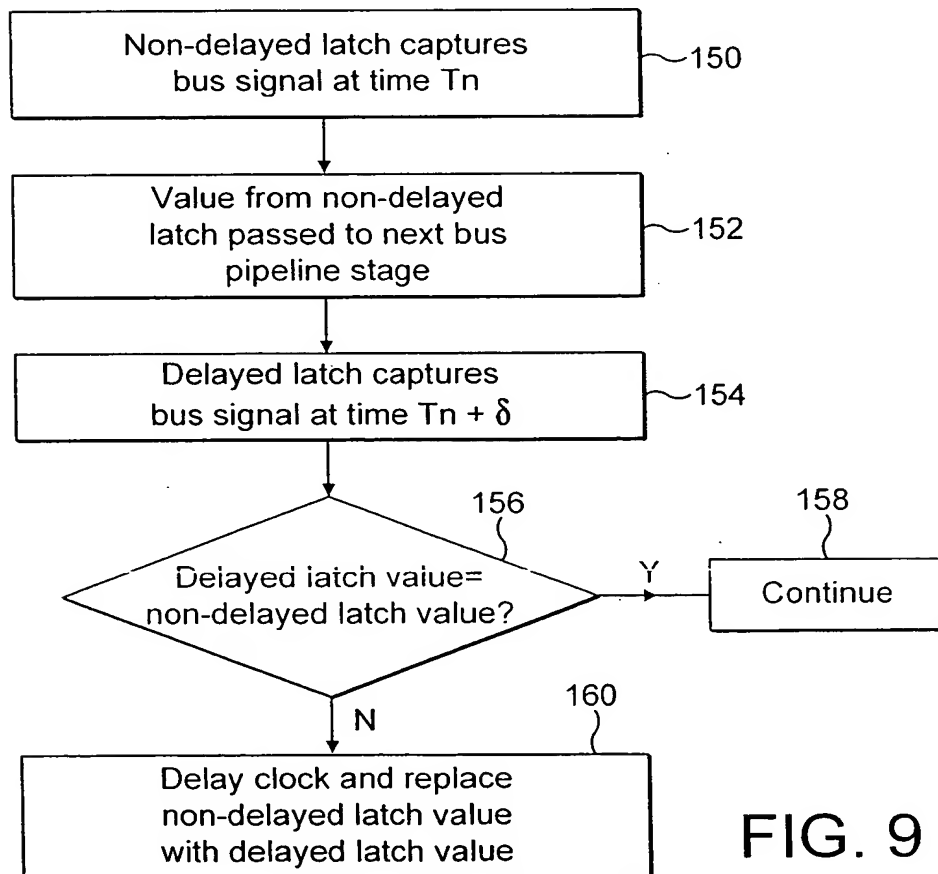 Non-delayed latch captures
bus signal at time Tn
150
Value from non-delayed
latch passed to next bus
pipeline stage
152
Delayed latch captures
bus signal at time Tn + δ
154
156
Delayed latch value=
non-delayed latch value?
Y
158
Continue
N
160
Delay clock and replace
non-delayed latch value
with delayed latch value
FIG. 9